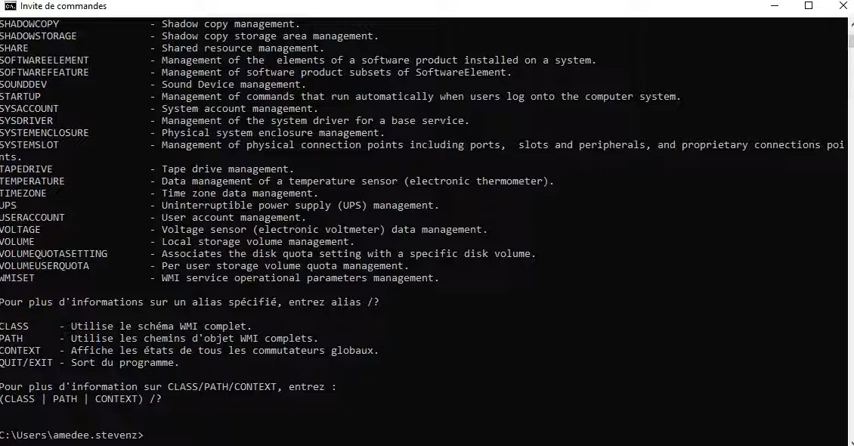 Invite de commandes
SHADOWCOPY - Shadow copy management.
SHADOWSTORAGE - Shadow copy storage area management.
SHARE - Shared resource management.
SOFTWAREELEMENT - Management of the  elements of a software product installed on a system.
SOFTWAREFEATURE - Management of software product subsets of SoftwareElement.
SOUNDDEV - Sound Device management.
STARTUP - Management of commands that run automatically when users log onto the computer system.
SYSACCOUNT - System account management.
SYSDRIVER - Management of the system driver for a base service.
SYSTEMENCLOSURE - Physical system enclosure management.
SYSTEMSLOT - Management of physical connection points including ports,  slots and peripherals, and proprietary connections poi
nts.
TAPEDRIVE - Tape drive management.
TEMPERATURE - Data management of a temperature sensor (electronic thermometer).
TIMEZONE - Time zone data management.
UPS - Uninterruptible power supply (UPS) management.
USERACCOUNT - User account management.
VOLTAGE - Voltage sensor (electronic voltmeter) data management.
VOLUME - Local storage volume management.
VOLUMEQUOTASETTING - Associates the disk quota setting with a specific disk volume.
VOLUMEUSERQUOTA - Per user storage volume quota management.
WMISET - WMI service operational parameters management.
Pour plus d'informations sur un alias spécifié, entrez alias /?
CLASS - Utilise le schéma WMI complet.
PATH - Utilise les chemins d'objet WMI complets.
CONTEXT - Affiche les états de tous les commutateurs globaux.
QUIT/EXIT - Sort du programme.
Pour plus d'information sur CLASS/PATH/CONTEXT, entrez :
(CLASS | PATH | CONTEXT) /?
C:\Users\amedee.stevenz>